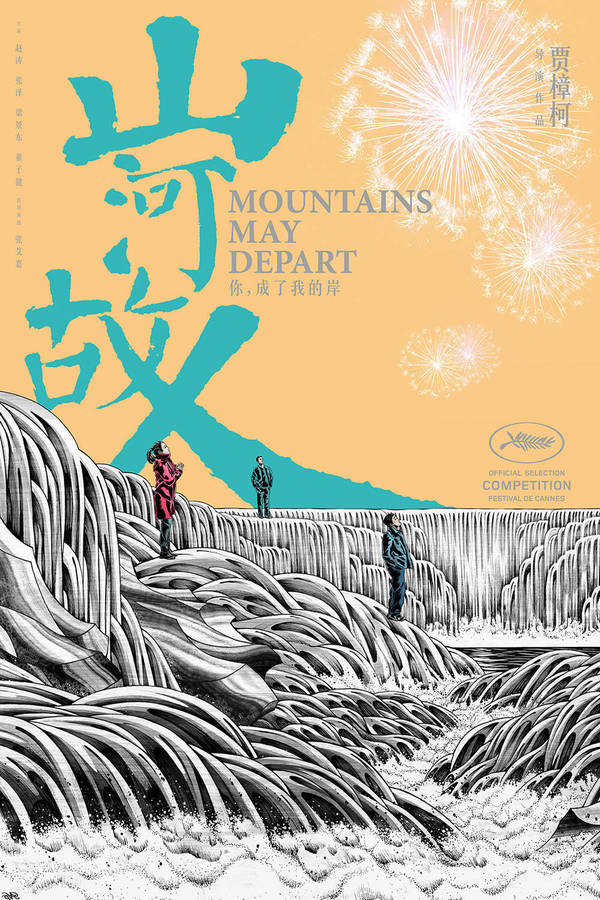 主演
赵涛 张译 梁景东 董子健
张艾嘉
山河
故人
贾樟柯
导演作品
MOUNTAINS
MAY
DEPART
你，成了我的岸
OFFICIAL SELECTION
COMPETITION
FESTIVAL DE CANNES